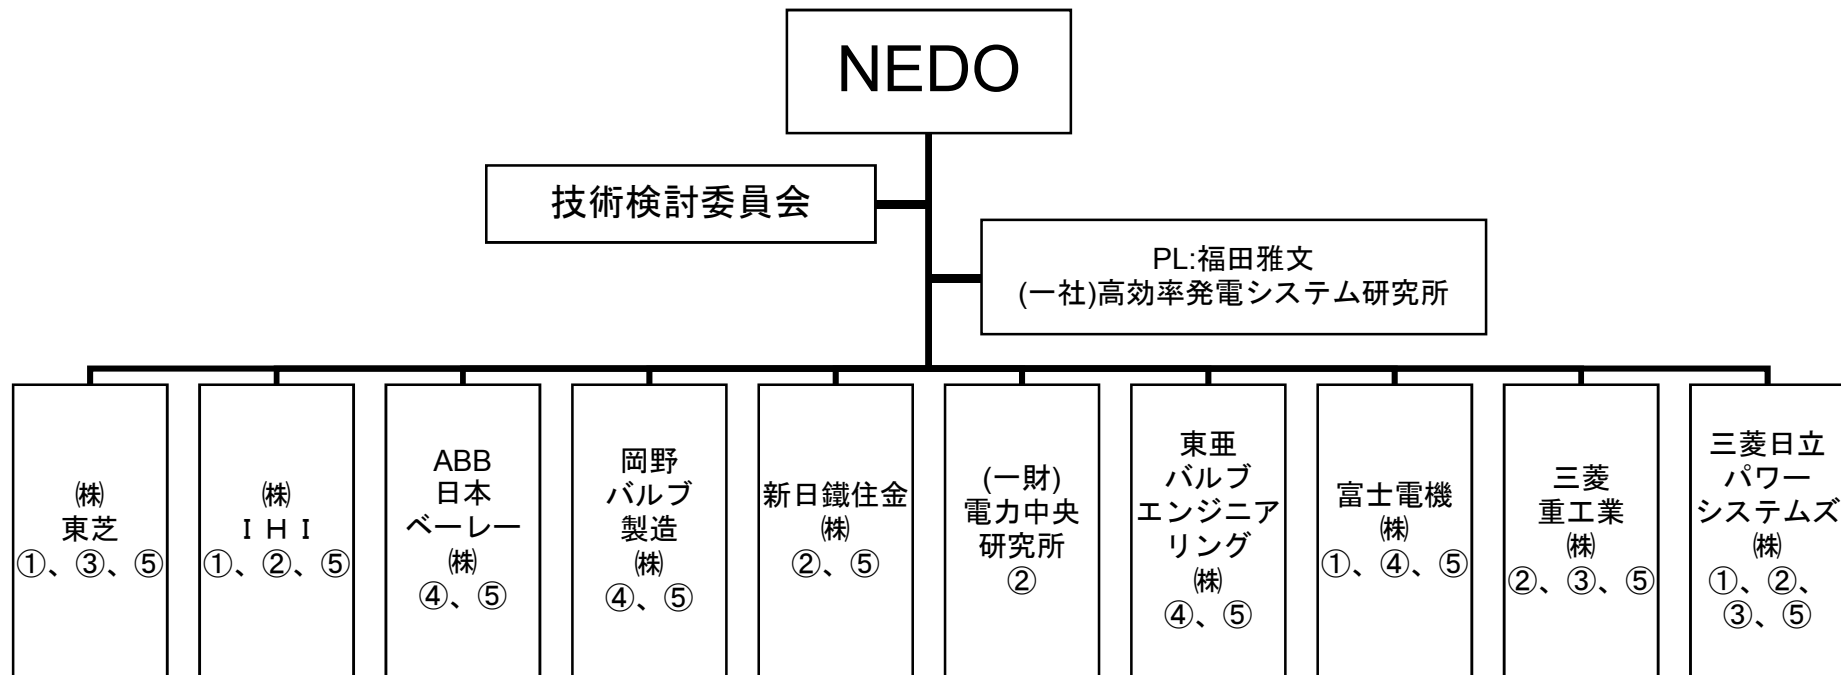 NEDO
技術検討委員会
PL:福田雅文
(一社)高効率発電システム研究所
㈱
東芝
①、③、⑤
㈱
ＩＨＩ
①、②、⑤
ABB
日本
ベーレー
㈱
④、⑤
岡野
バルブ
製造
㈱
④、⑤
新日鐵住金
㈱
②、⑤
(一財)
電力中央
研究所
②
東亜
バルブ
エンジニア
リング
㈱
④、⑤
富士電機
㈱
①、④、⑤
三菱
重工業
㈱
②、③、⑤
三菱日立
パワー
システムズ
㈱
①、②、
③、⑤